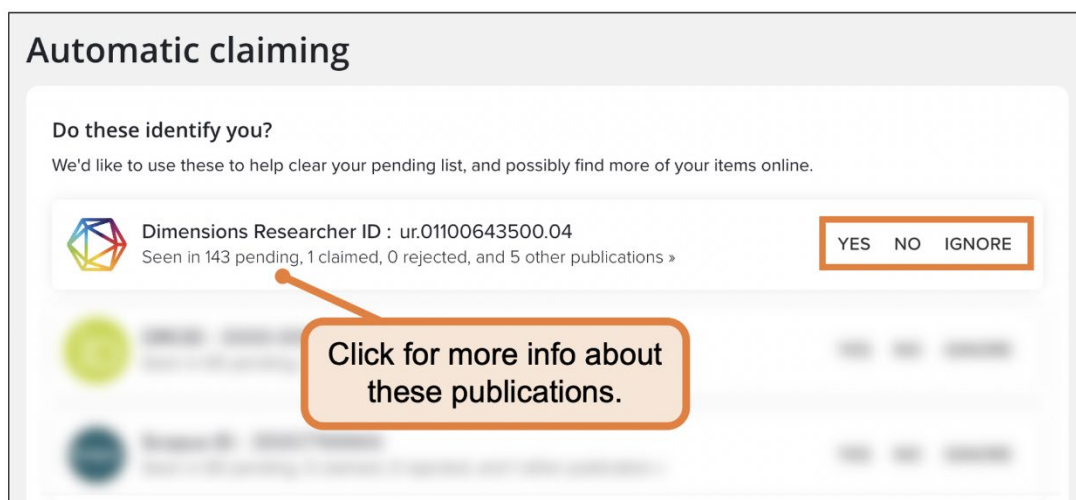 Automatic claiming
Do these identify you?
We'd like to use these to help clear your pending list, and possibly find more of your items online.
Dimensions Researcher ID : ur.01100643500.04
YES NO IGNORE
Seen in 143 pending, 1 claimed, 0 rejected, and 5 other publications »
Click for more info about
these publications.